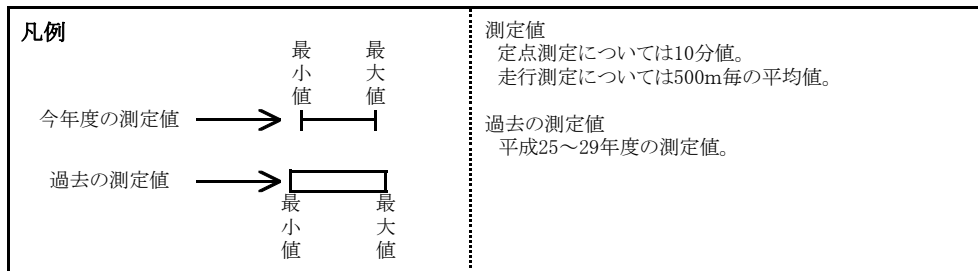 凡例
最小値
最大値
今年度の測定値
過去の測定値
最小値
最大値
測定値
定点測定については10分値。
走行測定については500m毎の平均値。
過去の測定値
平成25～29年度の測定値。